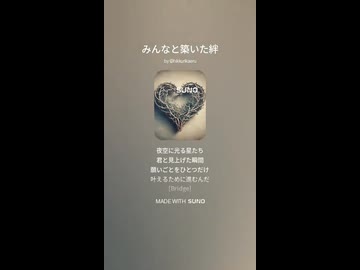 みんなと築いた絆
SUNO
夜空に光る星たち
君と見上げた瞬間
願いごとをひとつだけ
叶えるために進むんだ
[Bridge]
MADE WITH SUNO